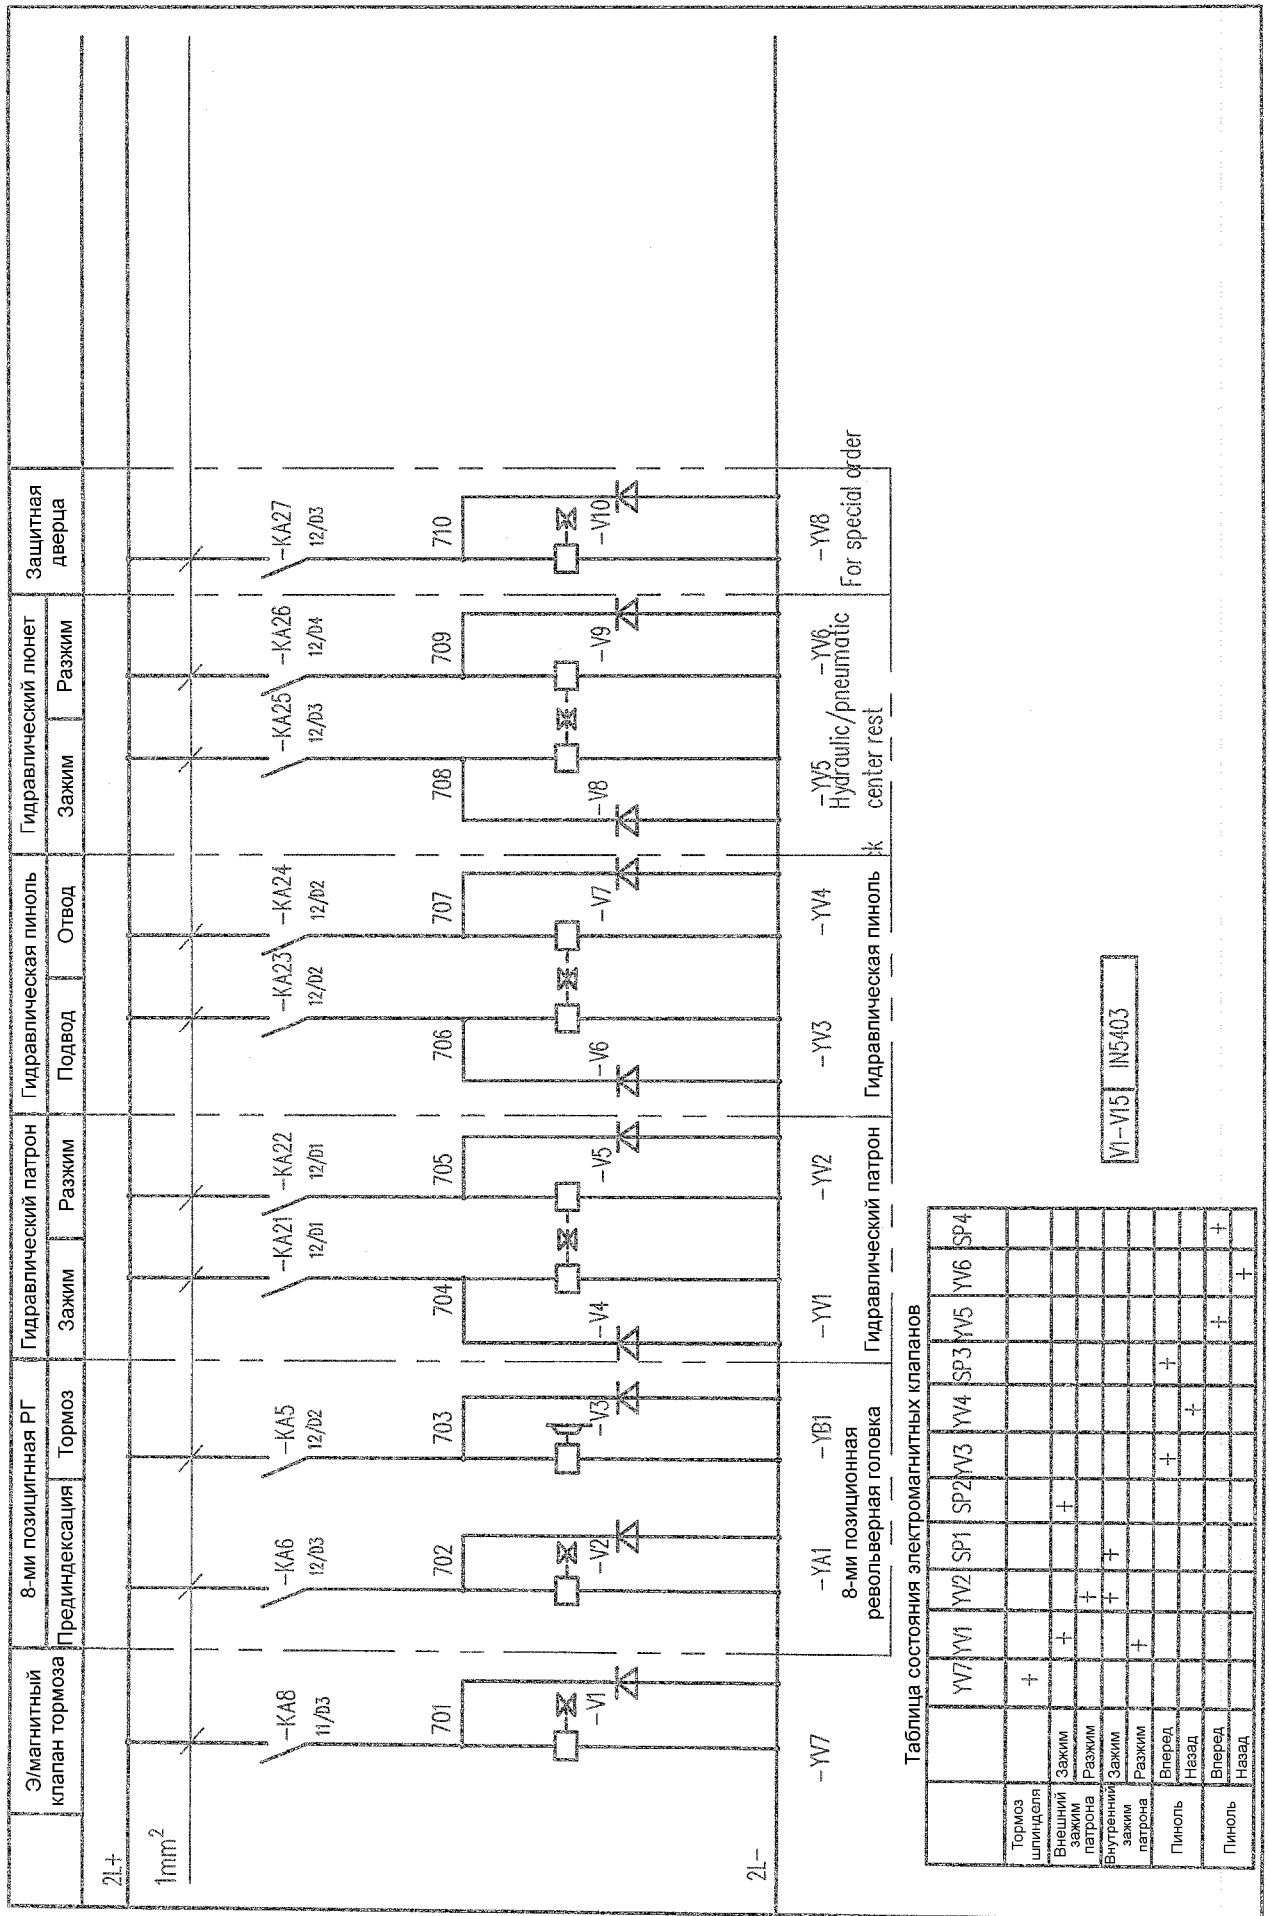 Э/магнитный
клапан тормоза
8-ми позицинная РГ
Прединдексация
Тормоз
Гидравлический патрон
Зажим
Разжим
Гидравлическая пиноль
Подвод
Отвод
Гидравлический люнет
Зажим
Разжим
Защитная
дверца
2L+
1mm²
-KA8
11/D3
-KA6
12/D3
-KA5
12/D2
-KA21
12/D1
-KA22
12/D1
-KA23
12/D2
-KA24
12/D2
-KA25
12/D3
-KA26
12/D4
-KA27
12/D3
701
702
703
704
705
706
707
708
709
710
-V1
-V2
-V3
-V4
-V5
-V6
-V7
-V8
-V9
-V10
2L-
-YV7
-YA1
-YB1
-YV1
-YV2
-YV3
-YV4
-YV5
-YV6
-YV8
8-ми позиционная
револьверная головка
Гидравлический патрон
Гидравлическая пиноль
k
Hydraulic/pneumatic
center rest
For special order
Таблица состояния электромагнитных клапанов
YV7 YV1 YV2 SP1 SP2 YV3 YV4 SP3 YV5 YV6 SP4
Тормоз
шпинделя
+
Внешний
зажим
патрона
Зажим + +
Разжим +
Внутренний
зажим
патрона
Зажим + +
Разжим +
Пиноль
Вперед + +
Назад +
Пиноль
Вперед + +
Назад +
V1-V15 IN5403